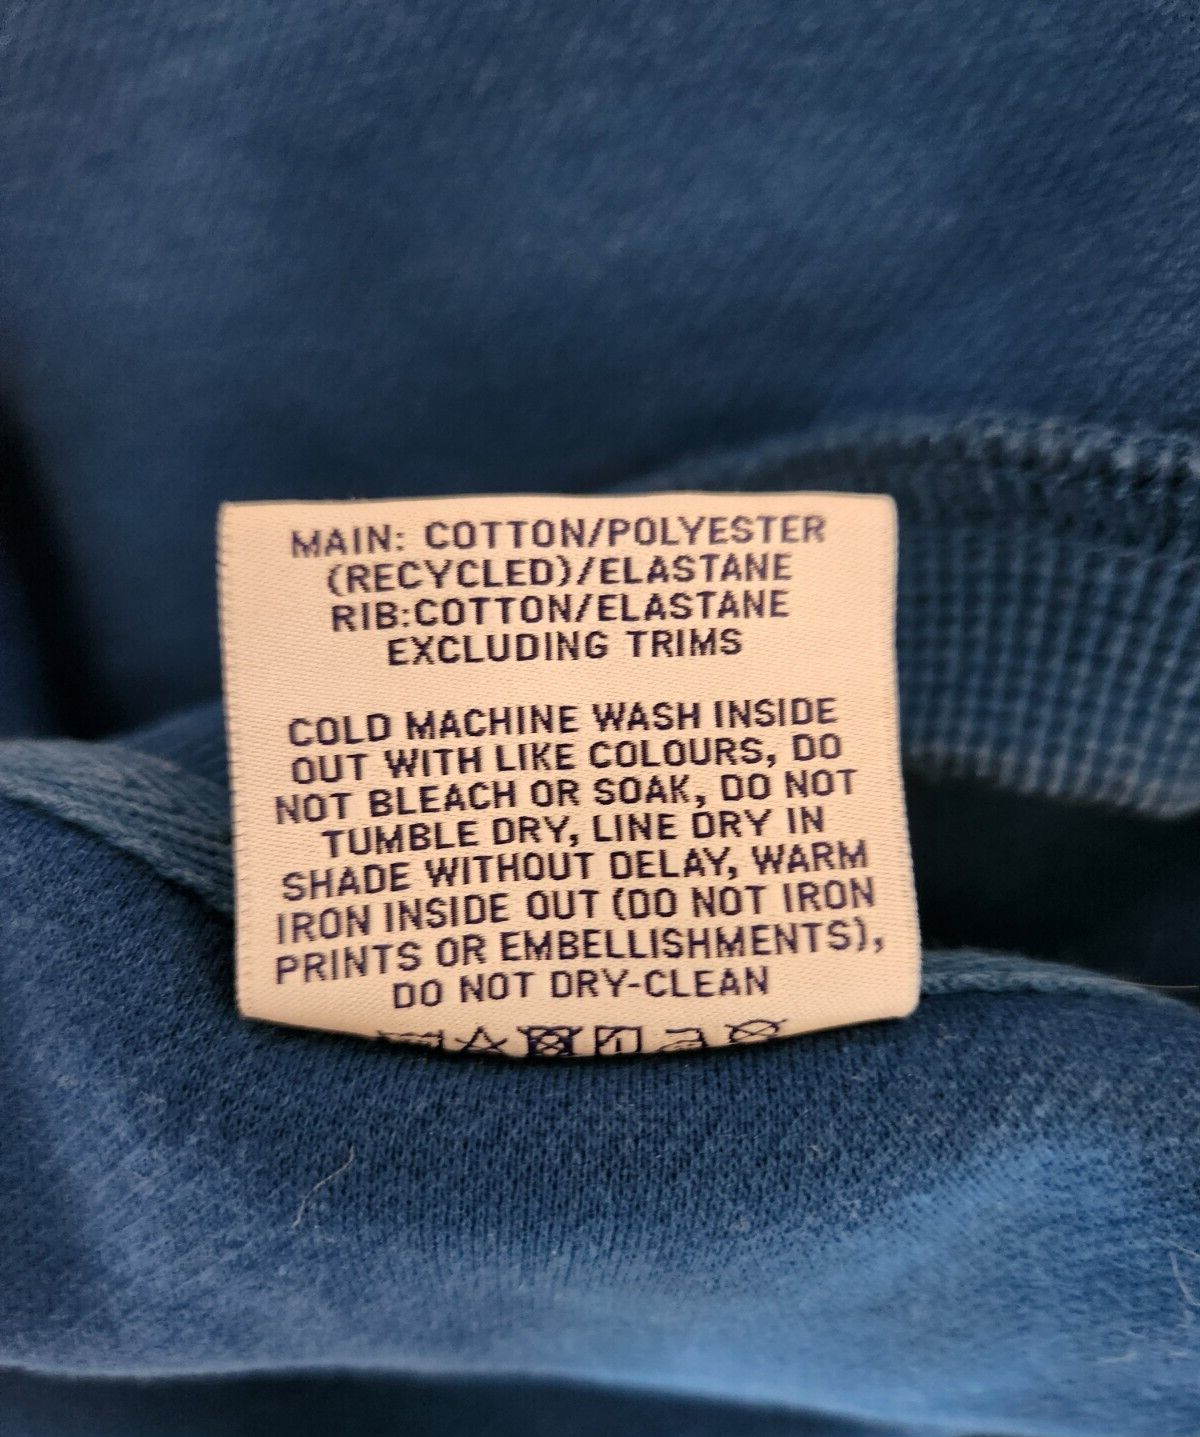 MAIN: COTTON/POLYESTER
(RECYCLED)/ELASTANE
RIB:COTTON/ELASTANE
EXCLUDING TRIMS
COLD MACHINE WASH INSIDE
OUT WITH LIKE COLOURS, DO
NOT BLEACH OR SOAK, DO NOT
TUMBLE DRY, LINE DRY IN
SHADE WITHOUT DELAY, WARM
IRON INSIDE OUT (DO NOT IRON
PRINTS OR EMBELLISHMENTS),
DO NOT DRY-CLEAN